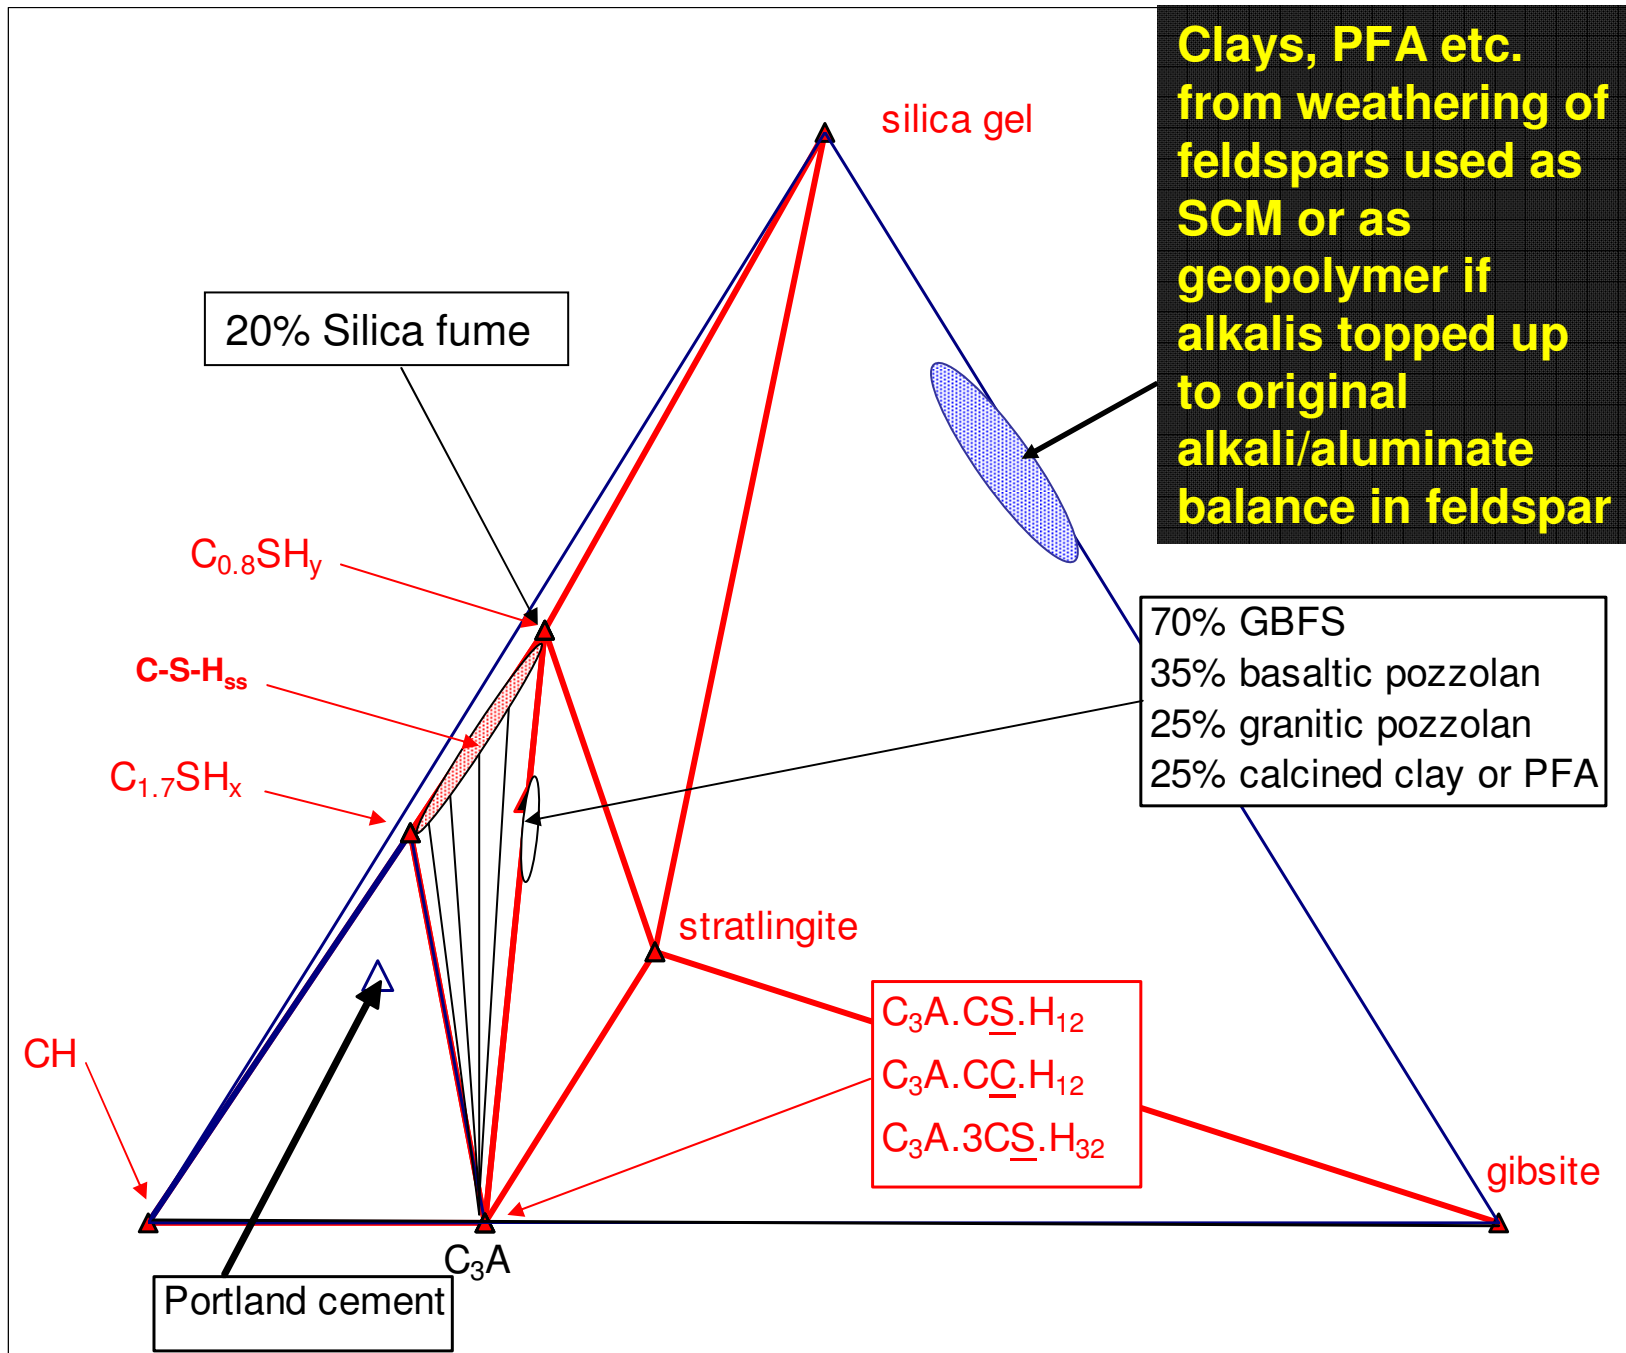 Clays, PFA etc.
from weathering of
feldspars used as
SCM or as
geopolymer if
alkalis topped up
to original
alkali/aluminate
balance in feldspar
silica gel
20% Silica fume
C₀.₈SHy
C-S-Hss
C₁.₇SHx
70% GBFS
35% basaltic pozzolan
25% granitic pozzolan
25% calcined clay or PFA
stratlingite
C₃A.CS.H₁₂
C₃A.CC.H₁₂
C₃A.3CS.H₃₂
CH
gibsite
C₃A
Portland cement